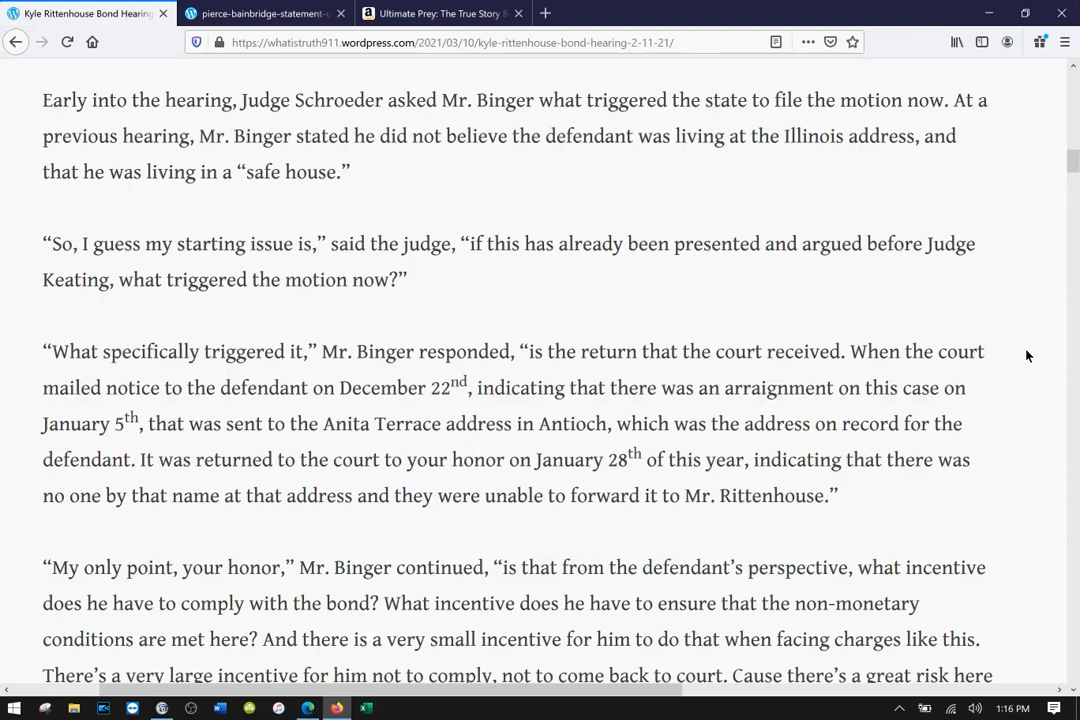 Kyle Rittenhouse Bond Hearing
pierce-bainbridge-statement-o
Ultimate Prey: The True Story B
https://whatistruth911.wordpress.com/2021/03/10/kyle-rittenhouse-bond-hearing-2-11-21/
Early into the hearing, Judge Schroeder asked Mr. Binger what triggered the state to file the motion now. At a
previous hearing, Mr. Binger stated he did not believe the defendant was living at the Illinois address, and
that he was living in a “safe house.”
“So, I guess my starting issue is,” said the judge, “if this has already been presented and argued before Judge
Keating, what triggered the motion now?”
“What specifically triggered it,” Mr. Binger responded, “is the return that the court received. When the court
mailed notice to the defendant on December 22nd, indicating that there was an arraignment on this case on
January 5th, that was sent to the Anita Terrace address in Antioch, which was the address on record for the
defendant. It was returned to the court to your honor on January 28th of this year, indicating that there was
no one by that name at that address and they were unable to forward it to Mr. Rittenhouse.”
“My only point, your honor,” Mr. Binger continued, “is that from the defendant’s perspective, what incentive
does he have to comply with the bond? What incentive does he have to ensure that the non-monetary
conditions are met here? And there is a very small incentive for him to do that when facing charges like this.
There’s a very large incentive for him not to comply, not to come back to court. Cause there’s a great risk here
1:16 PM